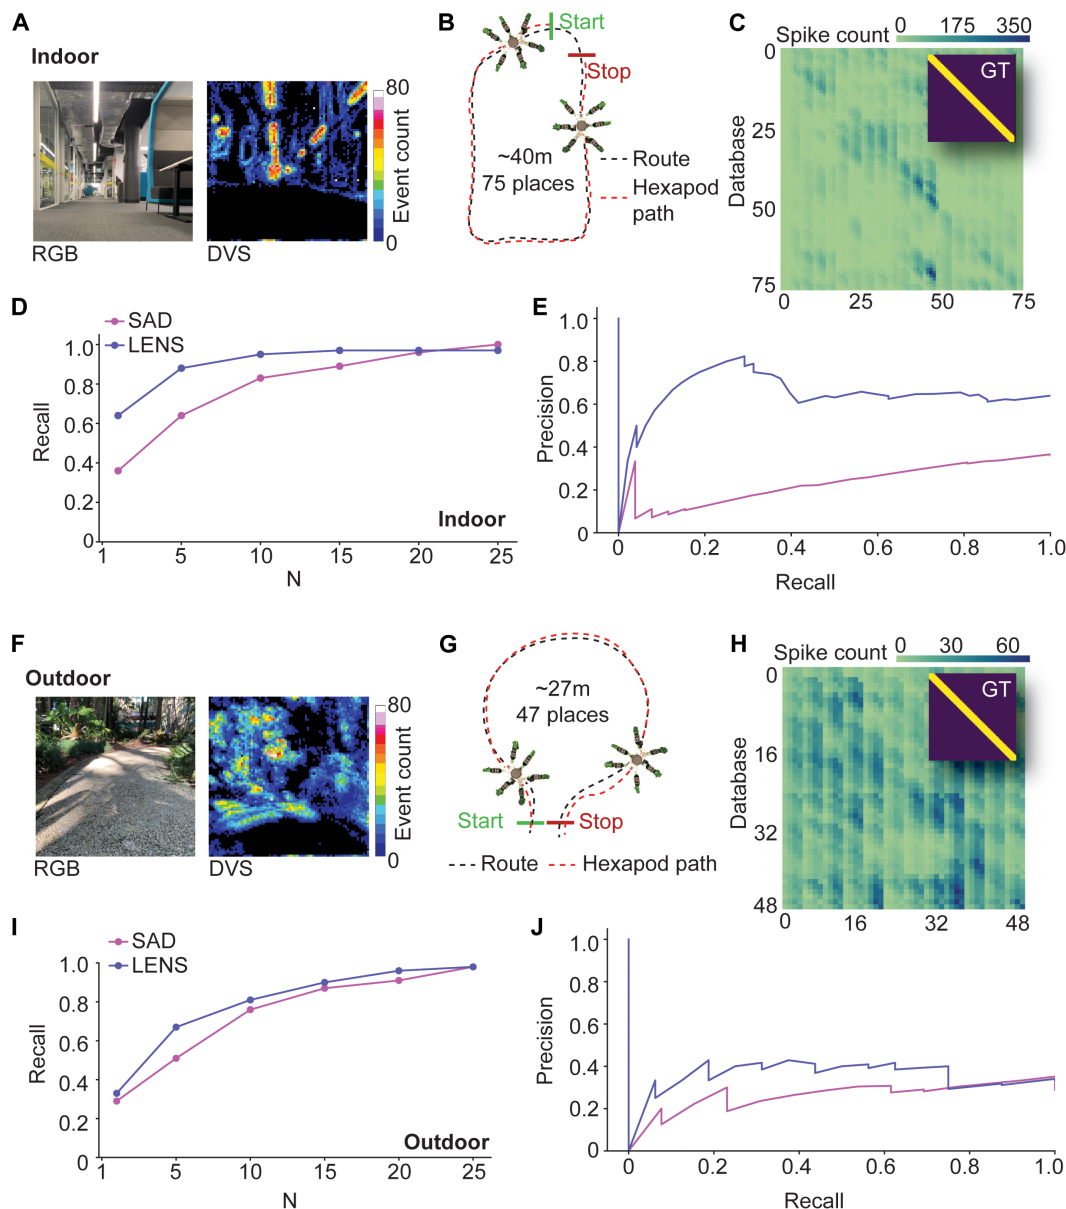 A
Indoor
RGB
DVS
80
Event count
0
B
Start
Stop
~40m
75 places
Route
Hexapod
path
C
Spike count
0 175 350
GT
Database
0
25
50
75
0 25 50 75
D
SAD
LENS
Recall
1.0
0.8
0.6
0.4
0.2
0
1 5 10 15 20 25
N
Indoor
E
Precision
1.0
0.8
0.6
0.4
0.2
0
0 0.2 0.4 0.6 0.8 1.0
Recall
F
Outdoor
RGB
DVS
80
Event count
0
G
~27m
47 places
Start
Stop
Route
Hexapod path
H
Spike count
0 30 60
GT
Database
0
16
32
48
0 16 32 48
I
SAD
LENS
Recall
1.0
0.8
0.6
0.4
0.2
0
1 5 10 15 20 25
N
Outdoor
J
Precision
1.0
0.8
0.6
0.4
0.2
0
0 0.2 0.4 0.6 0.8 1.0
Recall